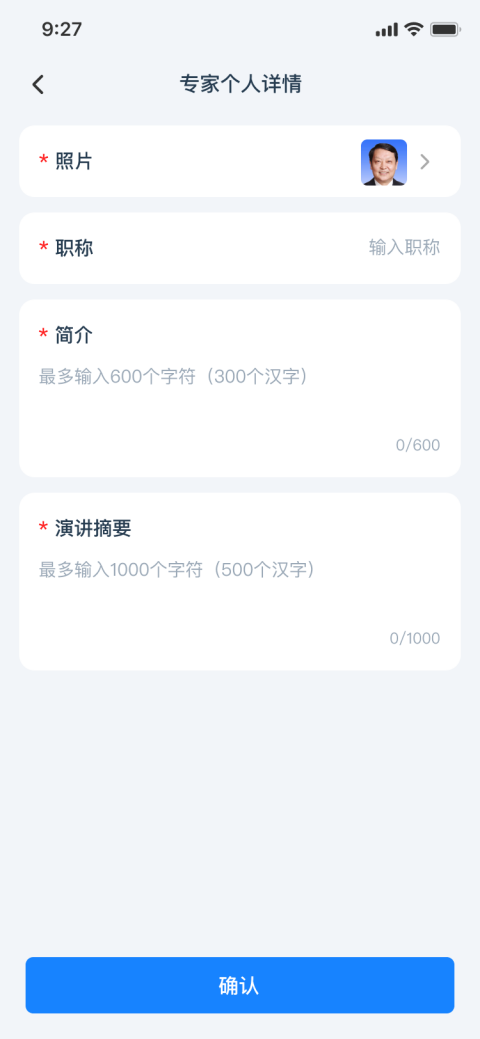 9:27
专家个人详情
* 照片
* 职称 输入职称
* 简介
最多输入600个字符（300个汉字）
0/600
* 演讲摘要
最多输入1000个字符（500个汉字）
0/1000
确认